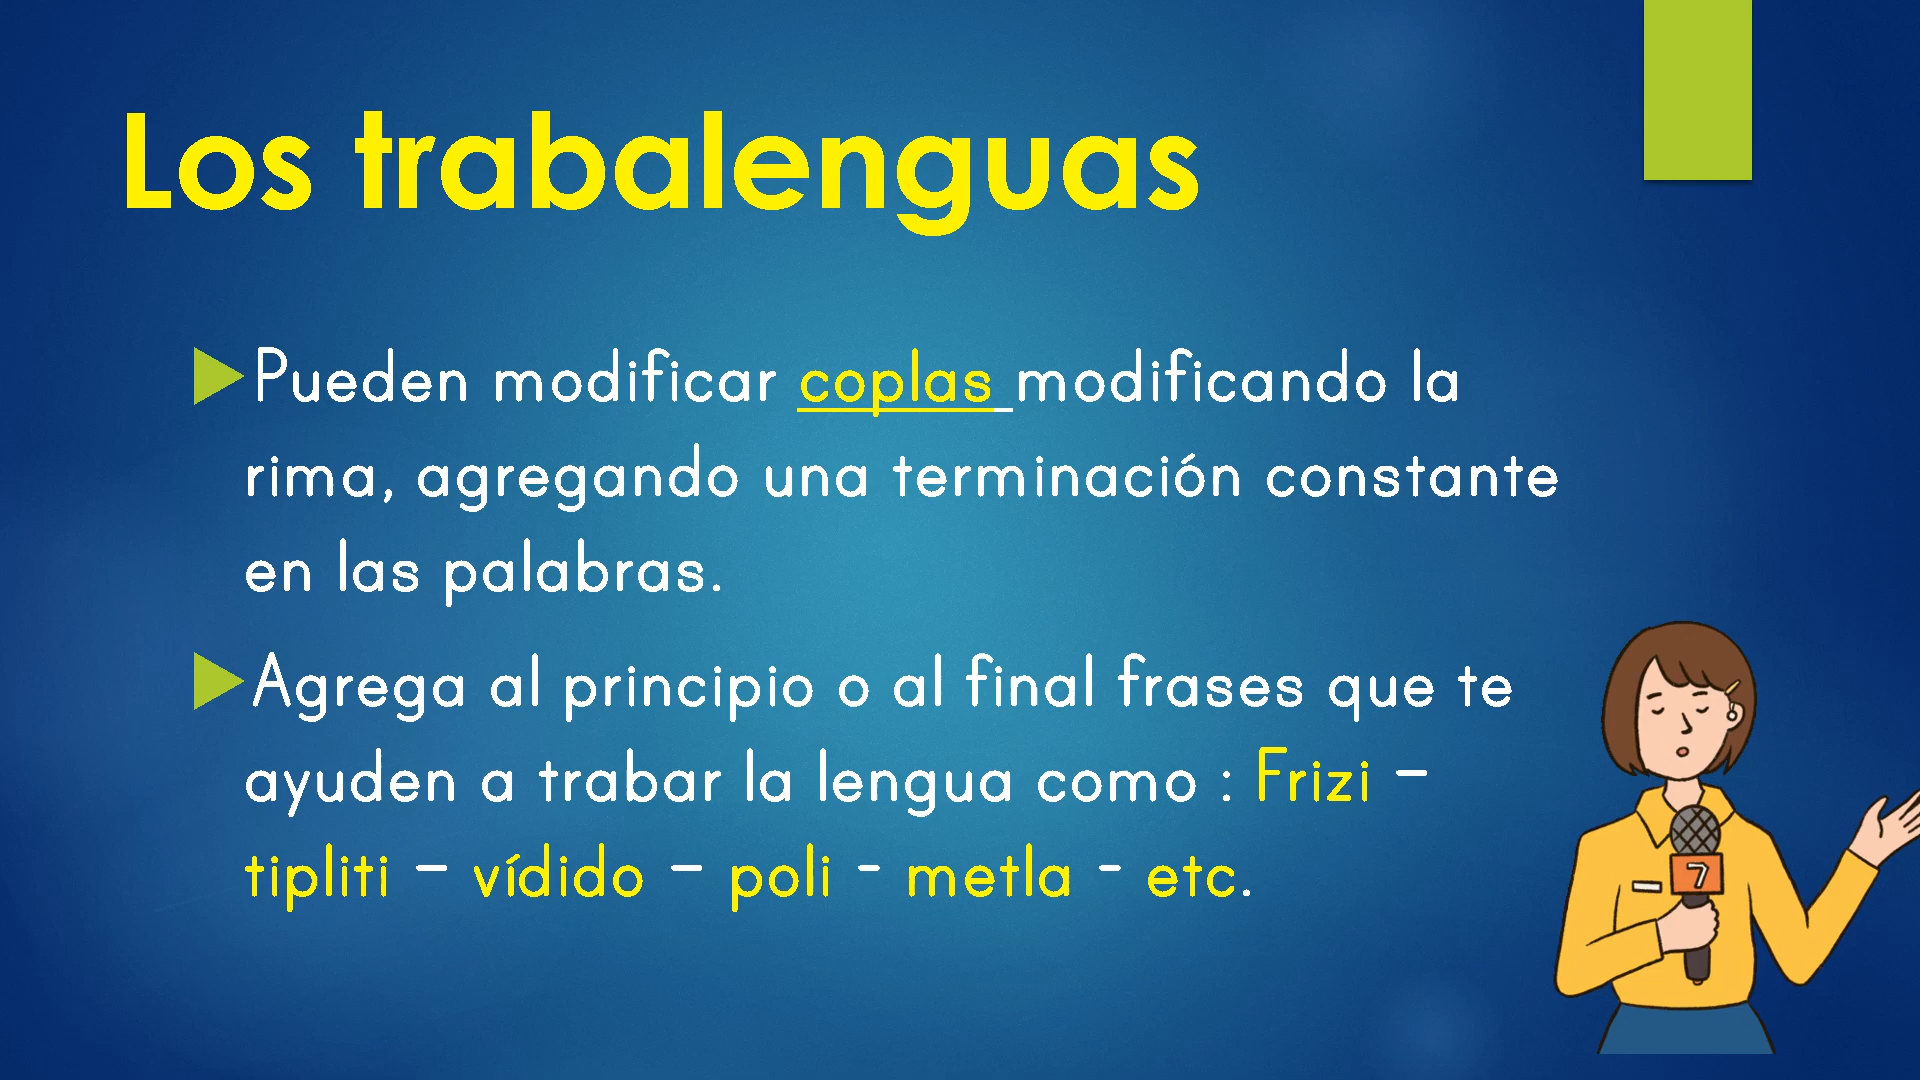 Los trabalenguas
Pueden modificar coplas modificando la
rima, agregando una terminación constante
en las palabras.
Agrega al principio o al final frases que te
ayuden a trabar la lengua como : Frizi –
tipliti – vídido – poli - metla - etc.
7